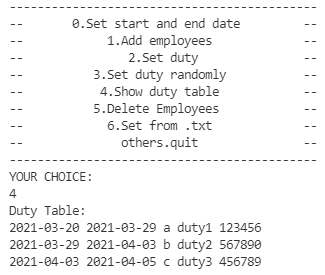 --------------------------------------------
--       0.Set start and end date         --
--            1.Add employees             --
--               2.Set duty               --
--          3.Set duty randomly           --
--           4.Show duty table            --
--          5.Delete Employees            --
--            6.Set from .txt             --
--              others.quit               --
--------------------------------------------
YOUR CHOICE:
4
Duty Table:
2021-03-20 2021-03-29 a duty1 123456
2021-03-29 2021-04-03 b duty2 567890
2021-04-03 2021-04-05 c duty3 456789